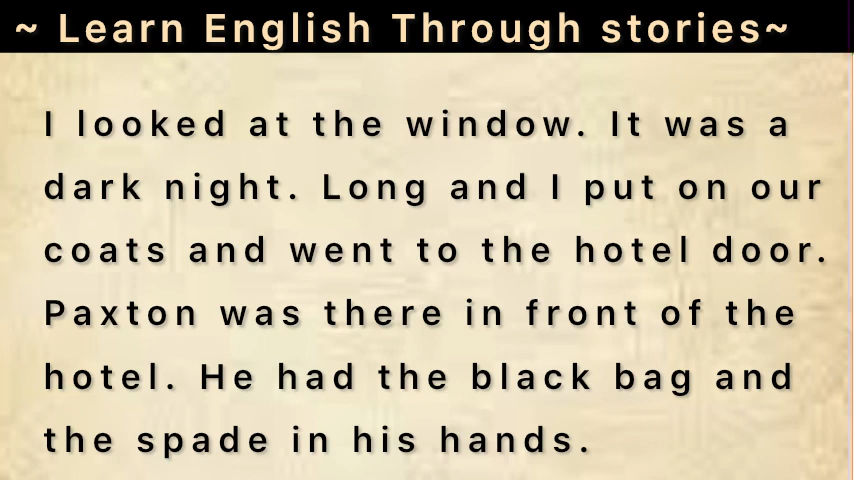 ~ Learn English Through stories~
I looked at the window. It was a
dark night. Long and I put on our
coats and went to the hotel door.
Paxton was there in front of the
hotel. He had the black bag and
the spade in his hands.